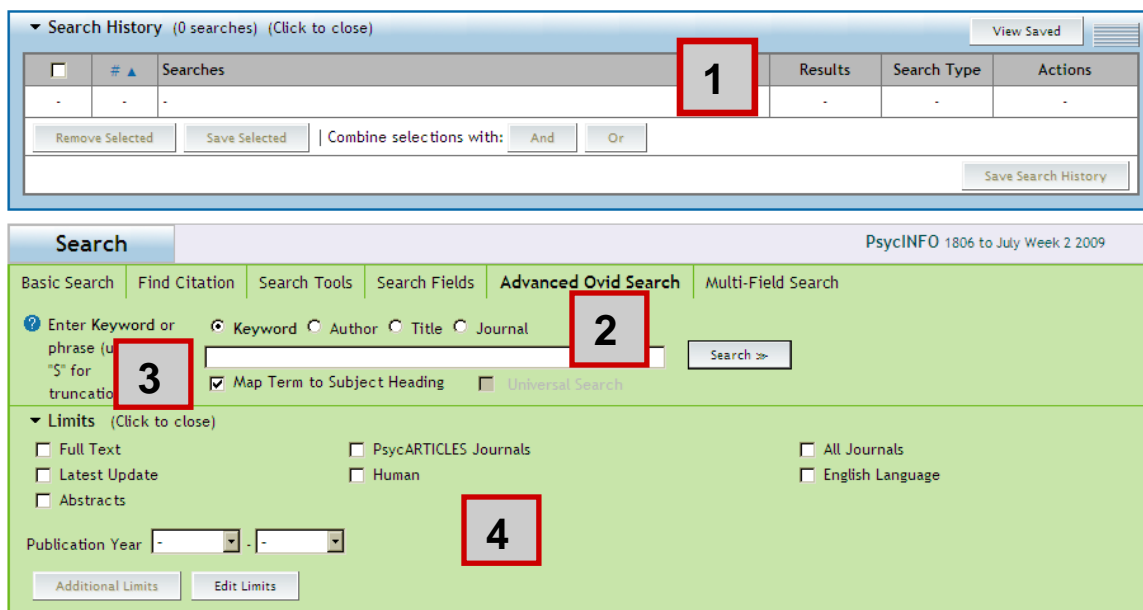 ▼ Search History (0 searches) (Click to close) View Saved
# ▲ Searches Results Search Type Actions
- - - - - -
1
Remove Selected Save Selected | Combine selections with: And Or
Save Search History
Search PsycINFO 1806 to July Week 2 2009
Basic Search Find Citation Search Tools Search Fields Advanced Ovid Search Multi-Field Search
2
Enter Keyword or
phrase (u
"$" for
truncatio
Keyword Author Title Journal
Search >>
3
Map Term to Subject Heading Universal Search
▼ Limits (Click to close)
Full Text PsycARTICLES Journals All Journals
Latest Update Human English Language
Abstracts
4
Publication Year - - -
Additional Limits Edit Limits